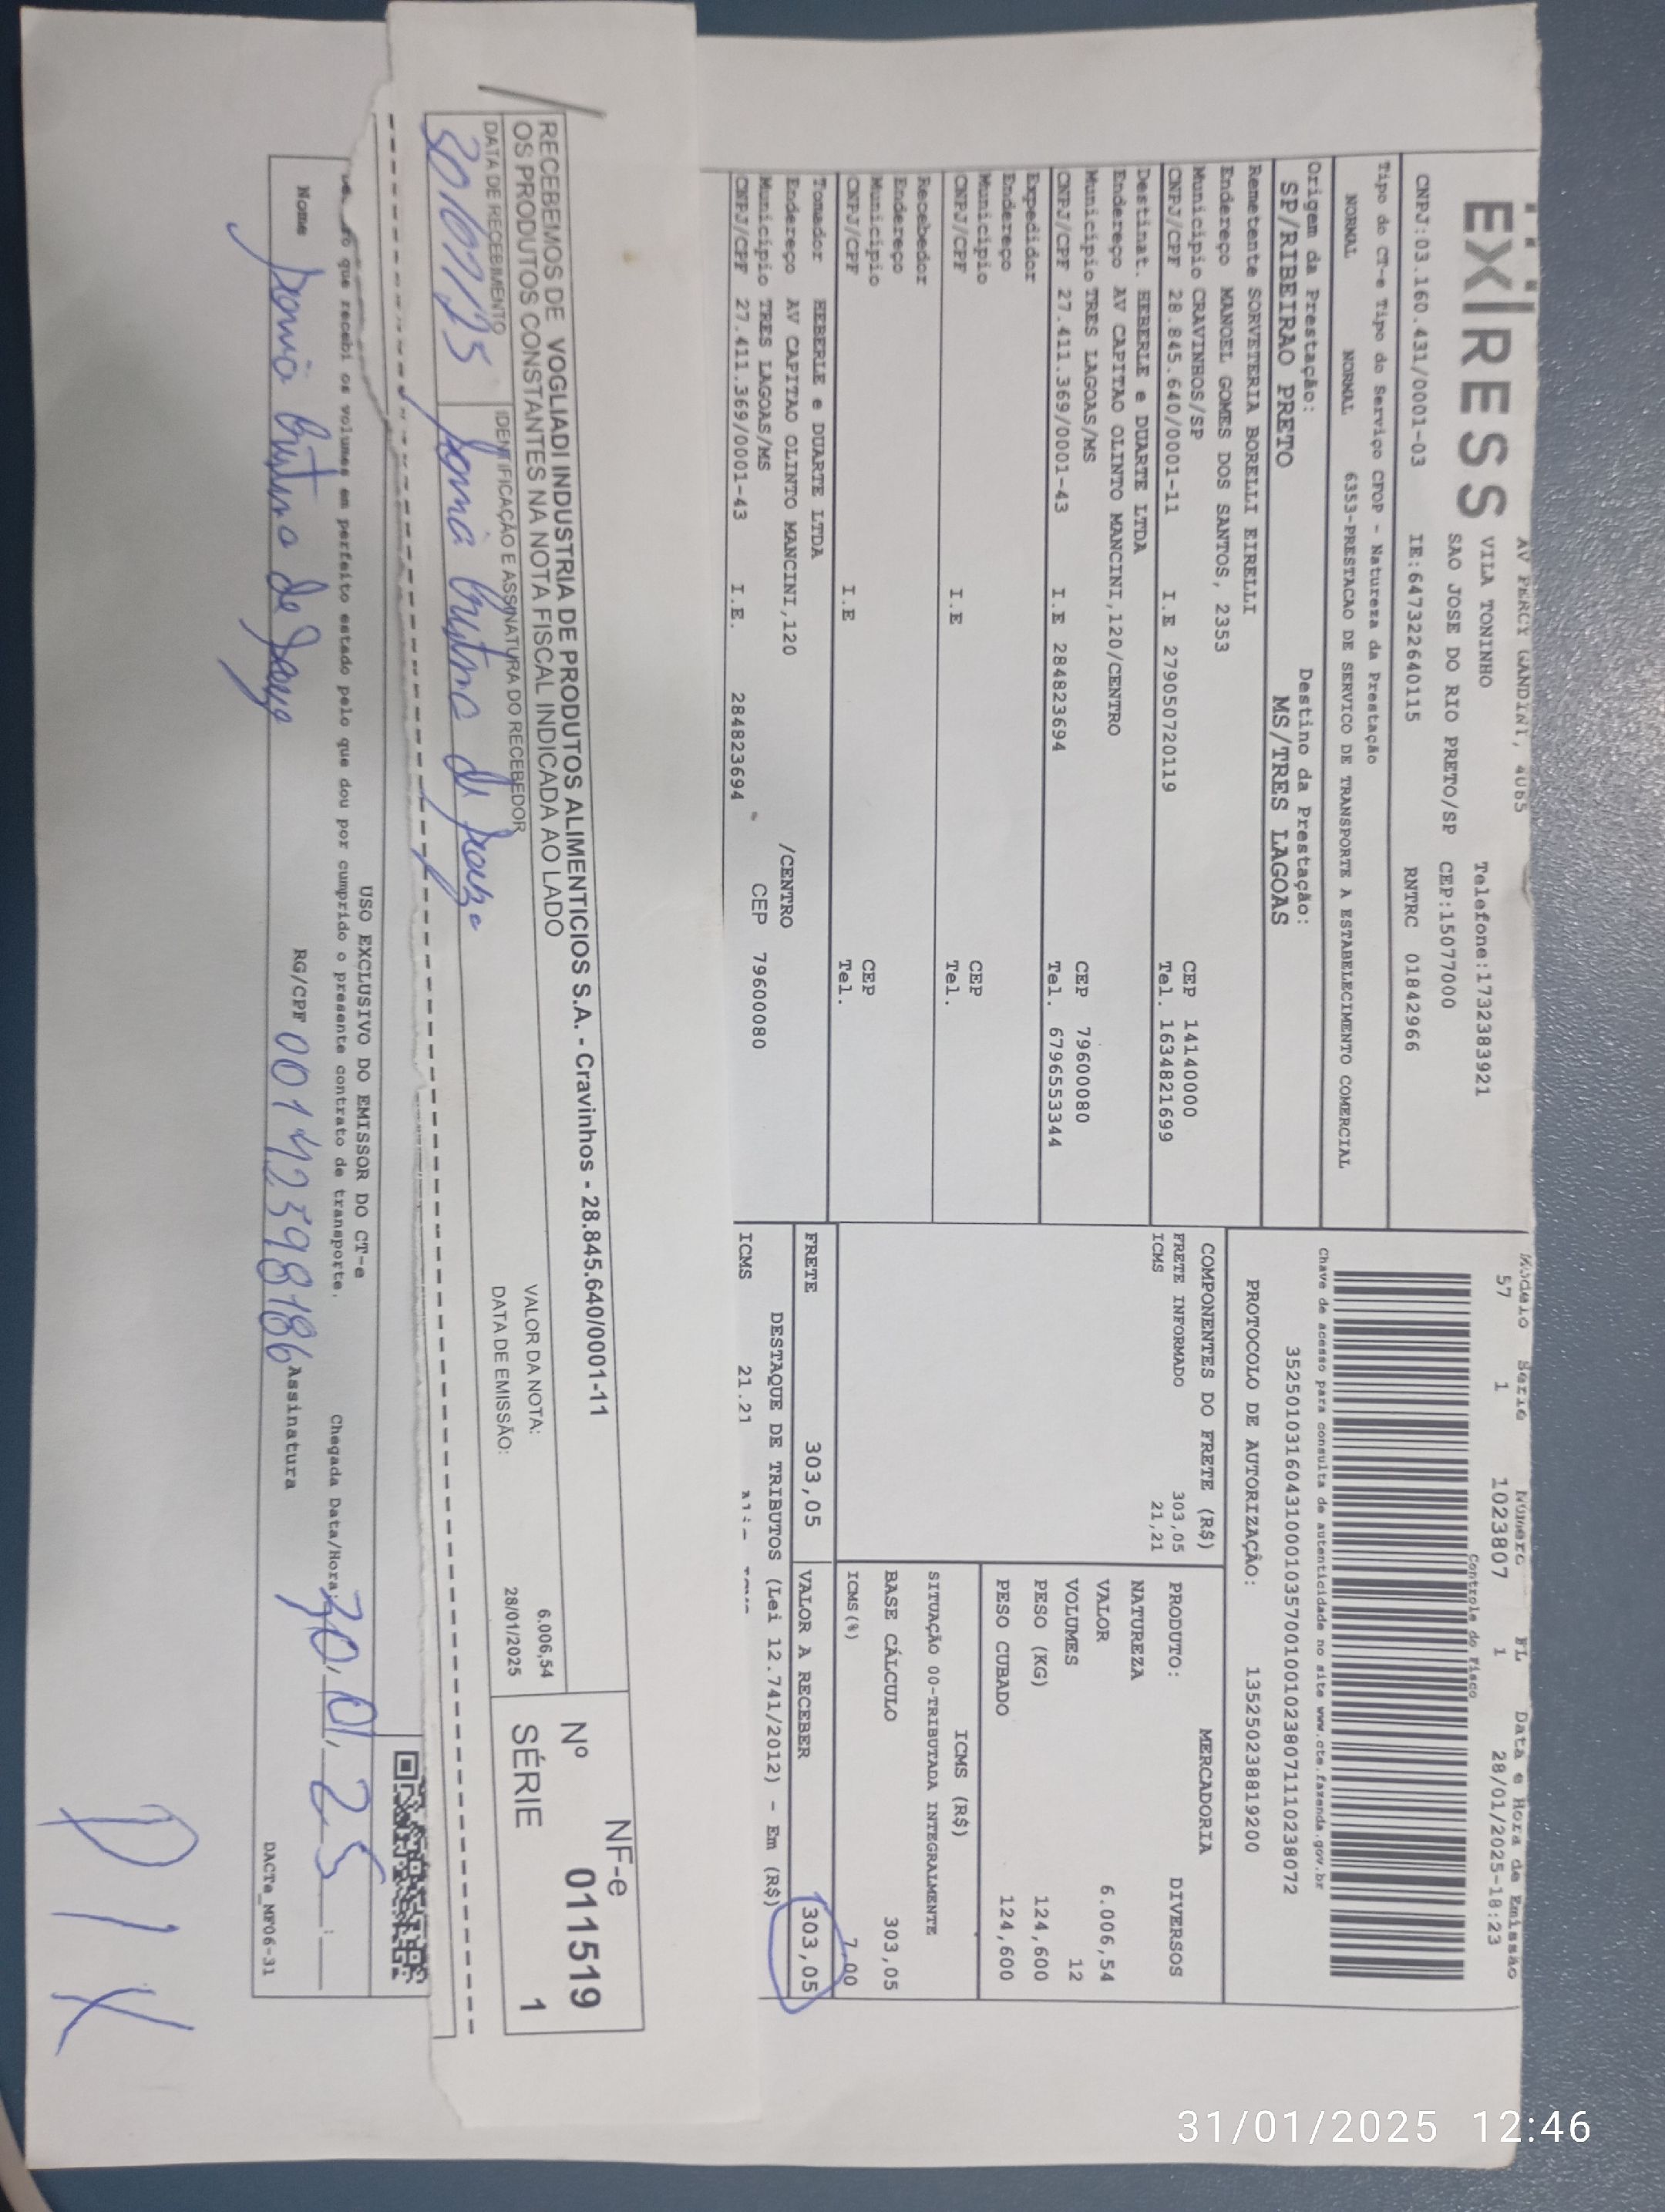 EXPRESS
AV PERCY GANDINI, 4085
VILA TONINHO Telefone:1732383921
SAO JOSE DO RIO PRETO/SP CEP:15077000
CNPJ:03.160.431/0001-03 IE:647322640115 RNTRC 01842966
Tipo do CT-e Tipo do Serviço CFOP - Natureza da Prestação
NORMAL NORMAL 6353-PRESTACAO DE SERVICO DE TRANSPORTE A ESTABELECIMENTO COMERCIAL
Origem da Prestação: Destino da Prestação:
SP/RIBEIRAO PRETO MS/TRES LAGOAS
Remetente SORVETERIA BORELLI EIRELLI
Endereço MANOEL GOMES DOS SANTOS, 2353
Município CRAVINHOS/SP CEP 14140000
CNPJ/CPF 28.845.640/0001-11 I.E 279050720119 Tel. 1634821699
Destinat. HEBERLE e DUARTE LTDA
Endereço AV CAPITAO OLINTO MANCINI,120/CENTRO
Município TRES LAGOAS/MS CEP 79600080
CNPJ/CPF 27.411.369/0001-43 I.E 284823694 Tel. 6796553344
Expedidor
Endereço
Município CEP
CNPJ/CPF I.E Tel.
Recebedor
Endereço
Município CEP
CNPJ/CPF I.E Tel.
Tomador HEBERLE e DUARTE LTDA
Endereço AV CAPITAO OLINTO MANCINI,120 /CENTRO
Município TRES LAGOAS/MS CEP 79600080
CNPJ/CPF 27.411.369/0001-43 I.E. 284823694
Modelo Série Número FL Data e Hora de Emissão
57 1 1023807 1 28/01/2025-18:23
Controle do Fisco
Chave de acesso para consulta de autenticidade no site www.cte.fazenda.gov.br
35250103160431000103570010010238071110238072
PROTOCOLO DE AUTORIZAÇÃO: 135250238819200
COMPONENTES DO FRETE (R$)
FRETE INFORMADO 303,05
ICMS 21,21
MERCADORIA
PRODUTO: DIVERSOS
NATUREZA
VALOR 6.006,54
VOLUMES 12
PESO (KG) 124,600
PESO CUBADO 124,600
ICMS (R$)
SITUAÇÃO 00-TRIBUTADA INTEGRALMENTE
BASE CÁLCULO 303,05
ICMS(%) 7,00
FRETE 303,05 VALOR A RECEBER 303,05
DESTAQUE DE TRIBUTOS (Lei 12.741/2012) - Em (R$)
ICMS 21.21
RECEBEMOS DE VOGLIADI INDUSTRIA DE PRODUTOS ALIMENTICIOS S.A. - Cravinhos - 28.845.640/0001-11
OS PRODUTOS CONSTANTES NA NOTA FISCAL INDICADA AO LADO
VALOR DA NOTA: 6.006,54
DATA DE EMISSÃO: 28/01/2025
DATA DE RECEBIMENTO IDENTIFICAÇÃO E ASSINATURA DO RECEBEDOR
30/01/25
NF-e
Nº 011519
SÉRIE 1
USO EXCLUSIVO DO EMISSOR DO CT-e
que recebi os volumes em perfeito estado pelo que dou por cumprido o presente contrato de transporte.
Chegada Data/Hora: 30/01/25
Nome RG/CPF 00142398186 Assinatura
DACTe_MF06-31
PIX
31/01/2025 12:46